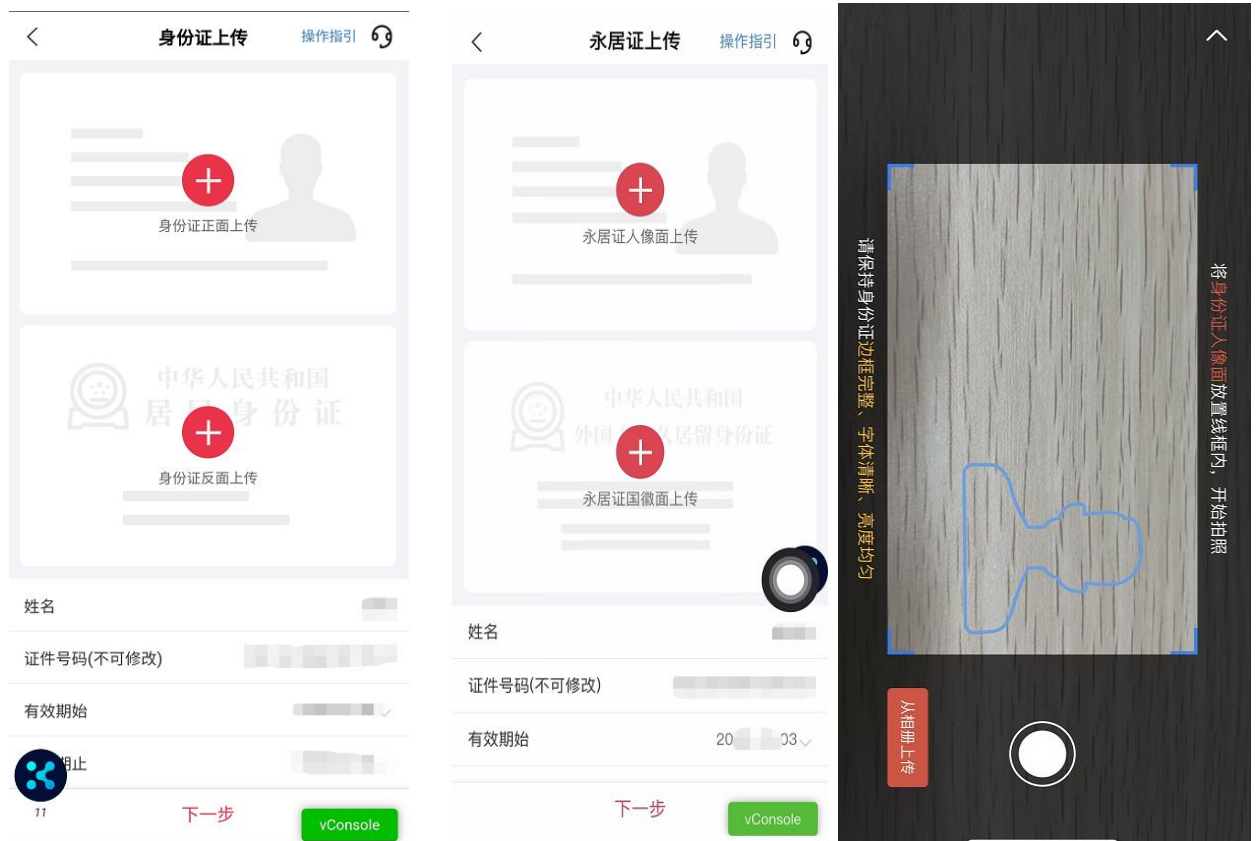 身份证上传
操作指引
身份证正面上传
中华人民共和国
居民身份证
身份证反面上传
姓名
证件号码(不可修改)
有效期始
期止
11
下一步
vConsole
永居证上传
操作指引
永居证人像面上传
中华人民共和国
外国 久居留身份证
永居证国徽面上传
姓名
证件号码(不可修改)
有效期始
20 03
下一步
vConsole
将身份证人像面放置线框内，开始拍照
请保持身份证边框完整、字体清晰、亮度均匀
从相册上传